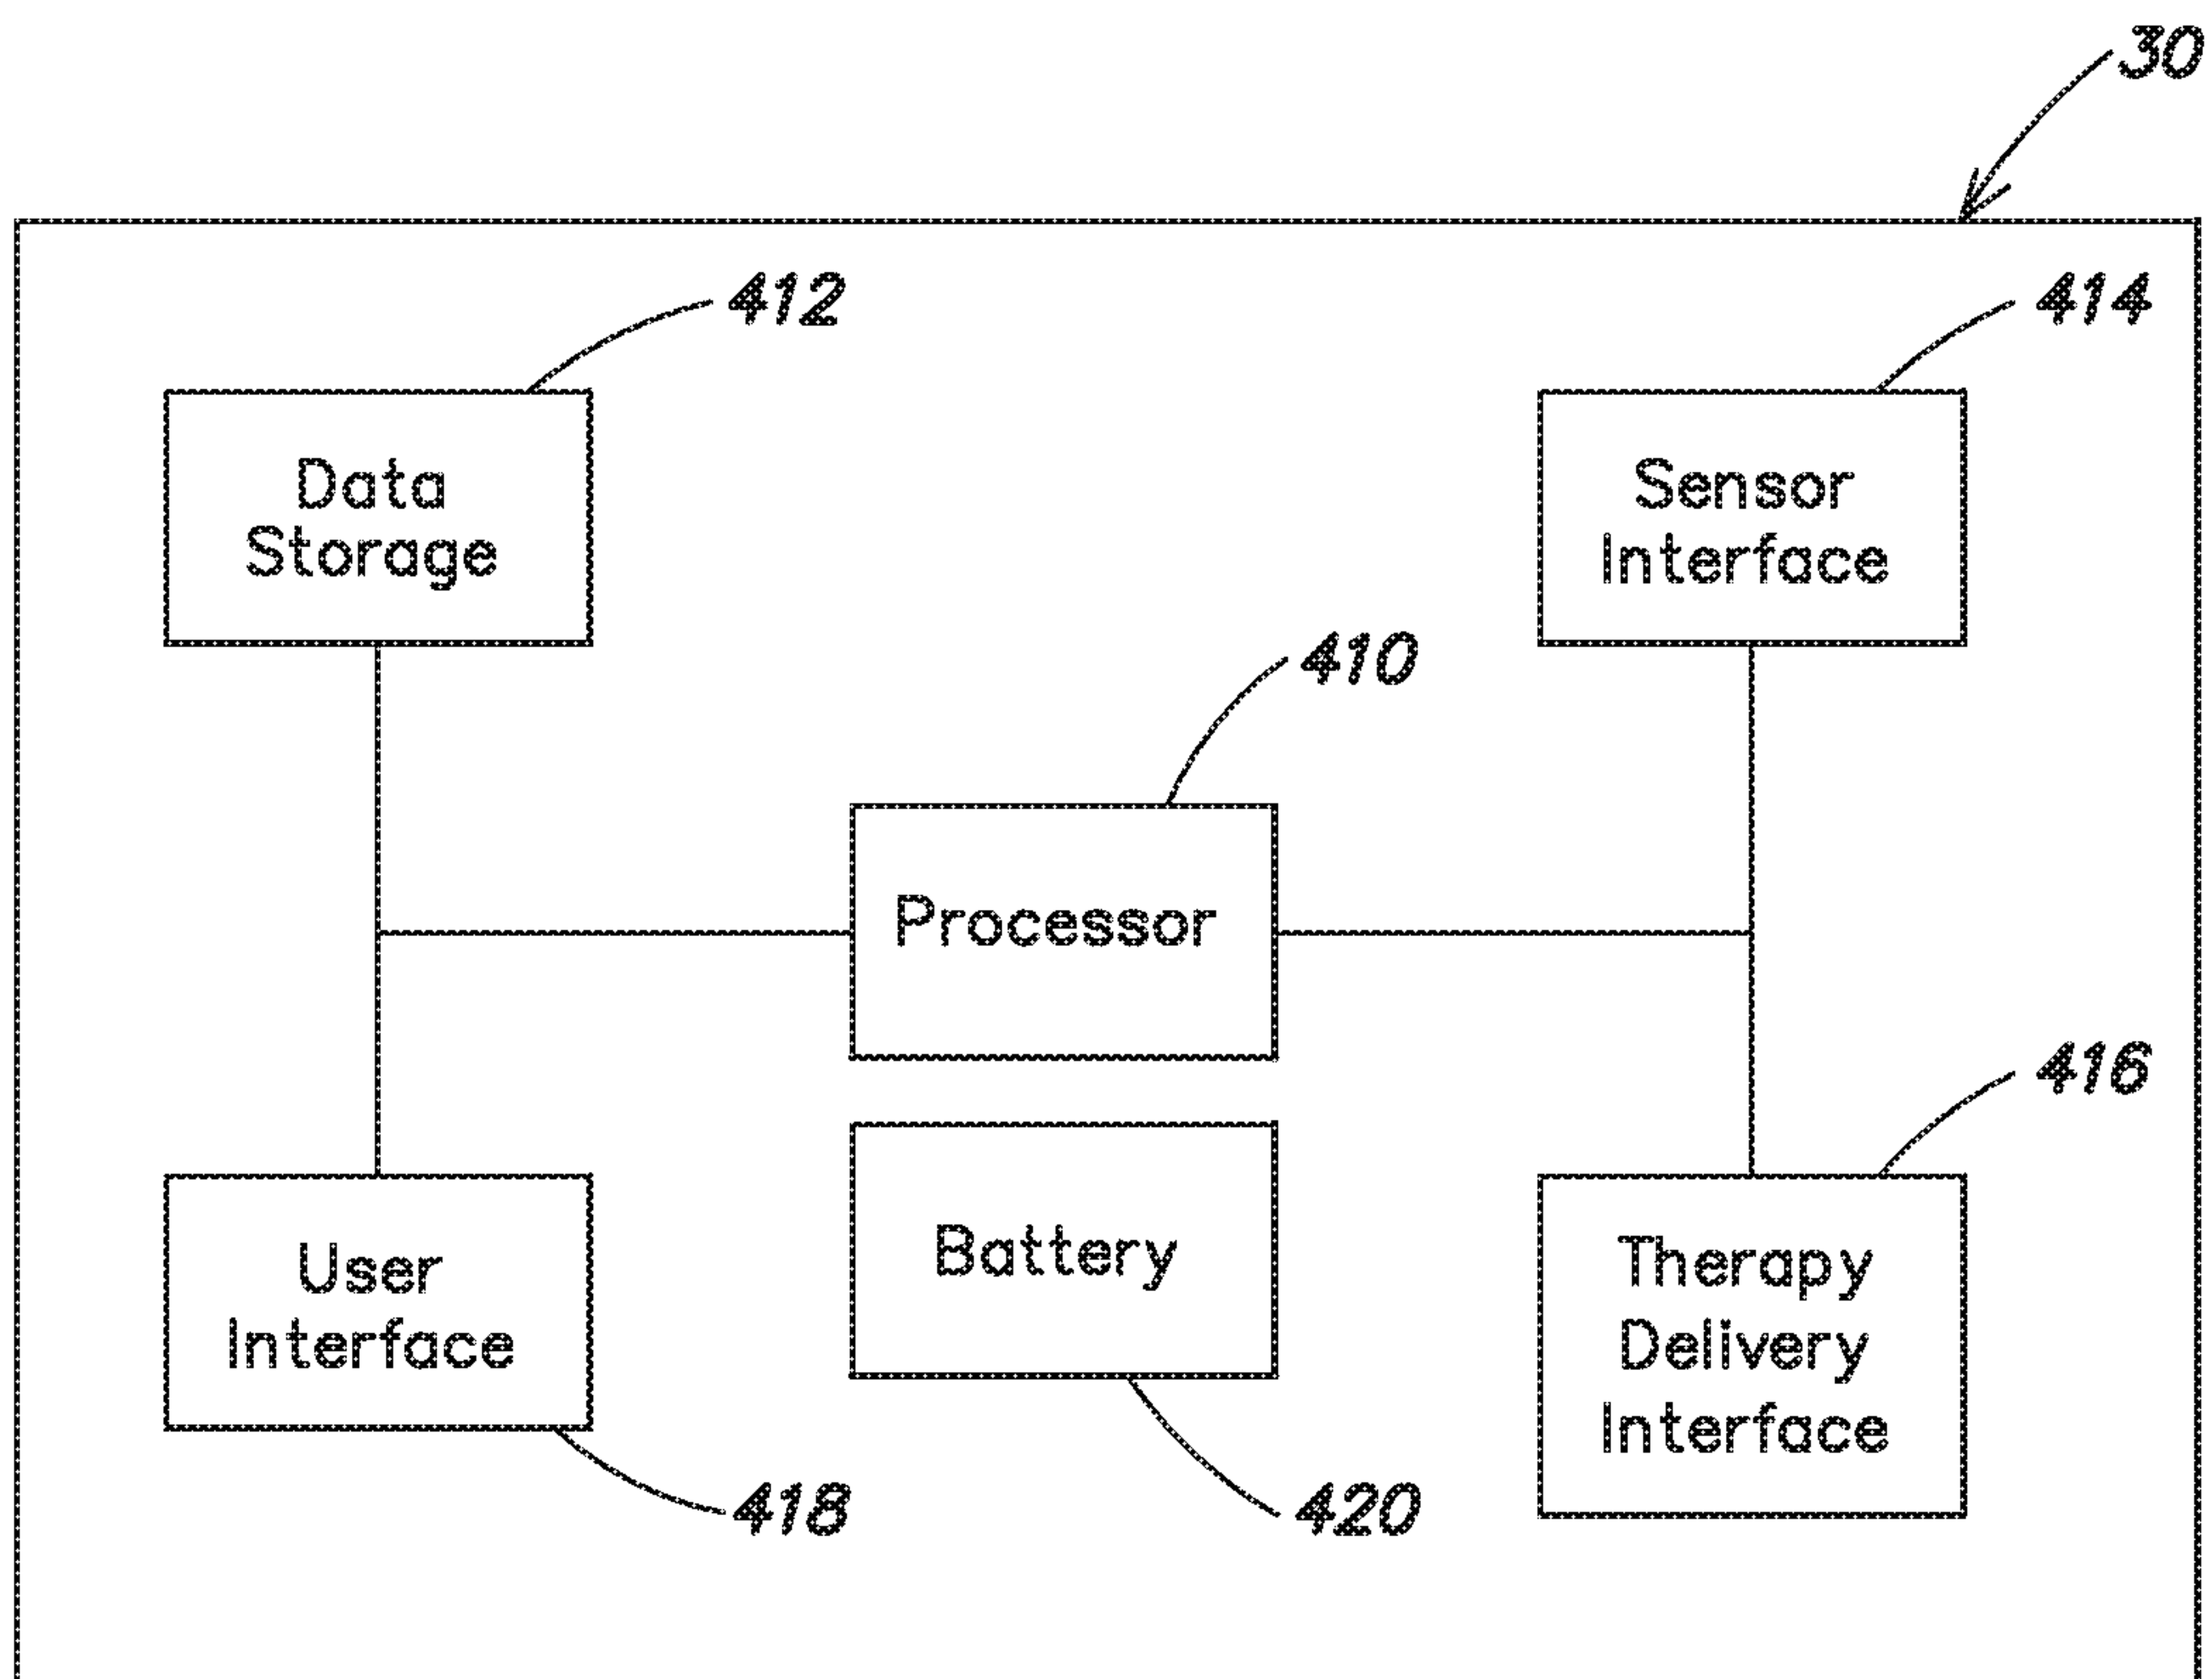 30
412
414
Data
Storage
Sensor
Interface
410
Processor
416
Battery
User
Interface
Therapy
Delivery
Interface
418
420